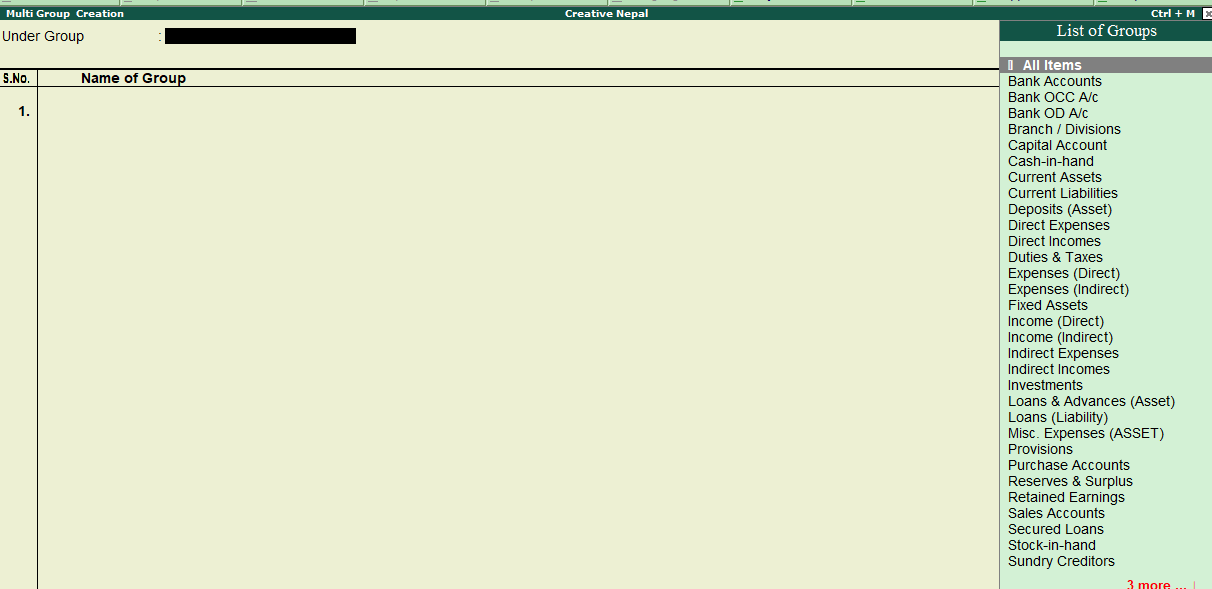 Multi Group Creation Creative Nepal Ctrl + M
Under Group :
S.No. Name of Group
1.
List of Groups
All Items
Bank Accounts
Bank OCC A/c
Bank OD A/c
Branch / Divisions
Capital Account
Cash-in-hand
Current Assets
Current Liabilities
Deposits (Asset)
Direct Expenses
Direct Incomes
Duties & Taxes
Expenses (Direct)
Expenses (Indirect)
Fixed Assets
Income (Direct)
Income (Indirect)
Indirect Expenses
Indirect Incomes
Investments
Loans & Advances (Asset)
Loans (Liability)
Misc. Expenses (ASSET)
Provisions
Purchase Accounts
Reserves & Surplus
Retained Earnings
Sales Accounts
Secured Loans
Stock-in-hand
Sundry Creditors
3 more ...